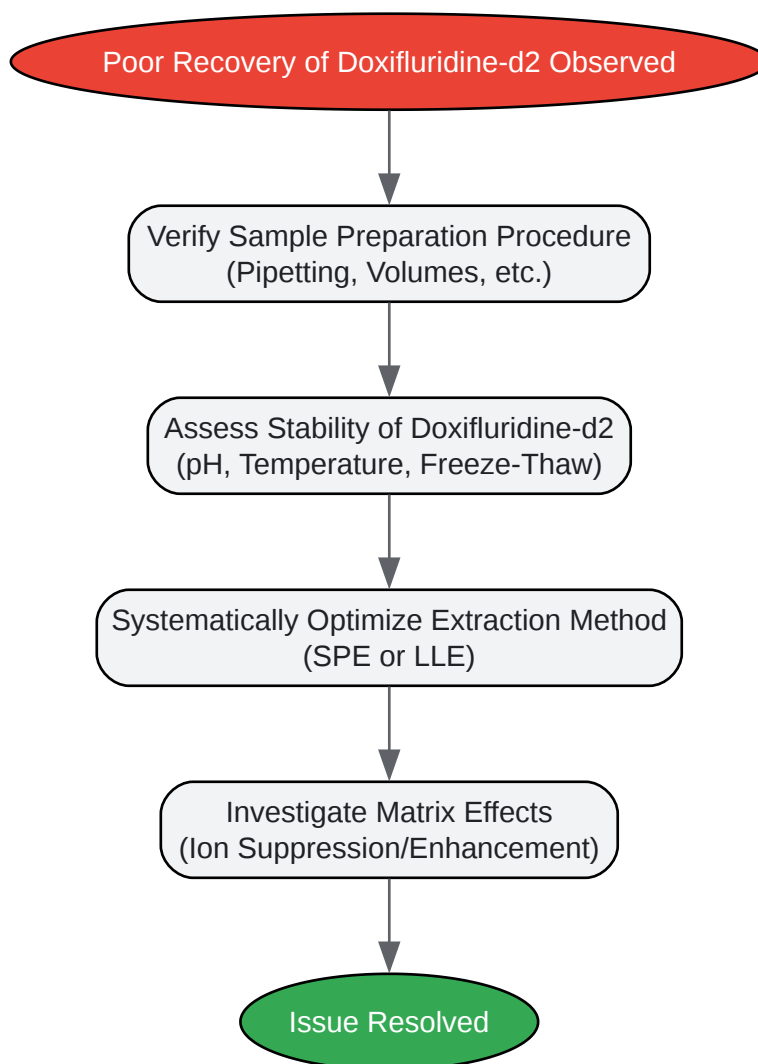 Poor Recovery of Doxifluridine-d2 Observed
Verify Sample Preparation Procedure
(Pipetting, Volumes, etc.)
Assess Stability of Doxifluridine-d2
(pH, Temperature, Freeze-Thaw)
Systematically Optimize Extraction Method
(SPE or LLE)
Investigate Matrix Effects
(Ion Suppression/Enhancement)
Issue Resolved